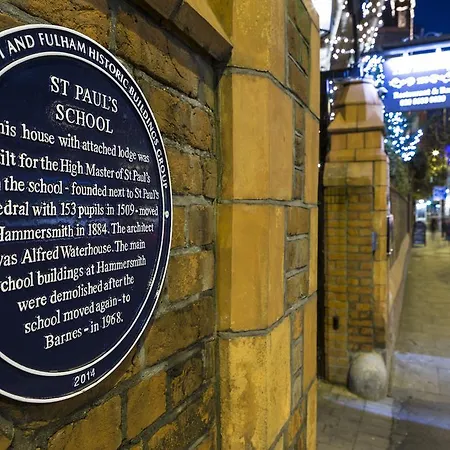 AND FULHAM HISTORIC BUILDINGS GROUP
ST PAUL'S
SCHOOL
This house with attached lodge was
built for the High Master of St Paul's
the school - founded next to St Paul's
with 153 pupils in 1509 - moved
Hammersmith in 1884. The architect
was Alfred Waterhouse. The main
school buildings at Hammersmith
were demolished after the
school moved again - to
Barnes - in 1968.
2014
Restaurant &